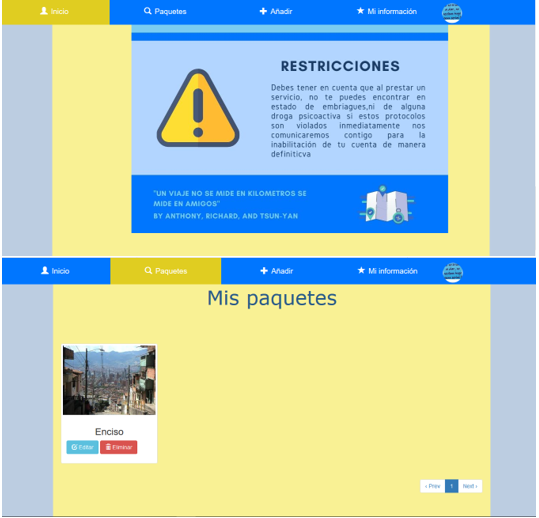 Inicio
Paquetes
Añadir
Mi información
RESTRICCIONES
Debes tener en cuenta que al prestar un
servicio, no te puedes encontrar en
estado de embriagues,ni de alguna
droga psicoactiva si estos protocolos
son violados inmediatamente nos
comunicaremos contigo para la
inabilitación de tu cuenta de manera
definiticva
"UN VIAJE NO SE MIDE EN KILOMETROS SE
MIDE EN AMIGOS"
BY ANTHONY, RICHARD, AND TSUN-YAN
Inicio
Paquetes
Añadir
Mi información
Mis paquetes
Enciso
Editar
Eliminar
‹ Prev
1
Next ›